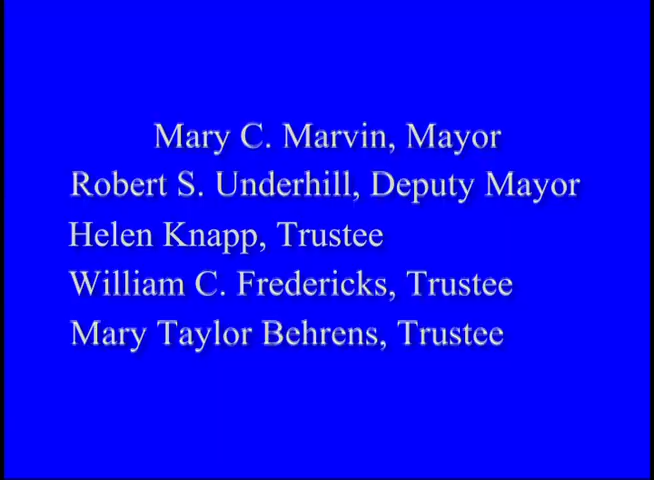 Mary C. Marvin, Mayor
Robert S. Underhill, Deputy Mayor
Helen Knapp, Trustee
William C. Fredericks, Trustee
Mary Taylor Behrens, Trustee